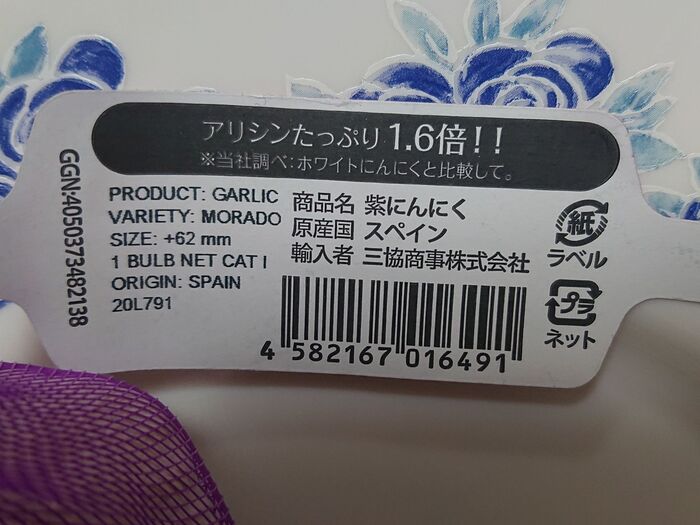 アリシンたっぷり1.6倍!!
※当社調べ:ホワイトにんにくと比較して。
GGN:4050373482138
PRODUCT: GARLIC
VARIETY: MORADO
SIZE: +62 mm
1 BULB NET CAT I
ORIGIN: SPAIN
20L791
商品名 紫にんにく
原産国 スペイン
輸入者 三協商事株式会社
4 582167 016491
紙
ラベル
プラ
ネット